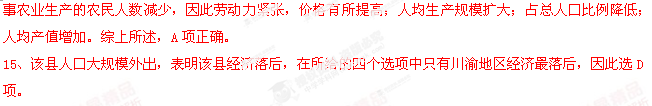 事农业生产的农民人数减少，因此劳动力紧张，价格有所提高；人均生产规模扩大；占总人口比例降低；
人均产值增加。综上所述，A 项正确。
15、该县人口大规模外出，表明该县经济落后，在所给的四个选项中只有川渝地区经济最落后，因此选 D
项。